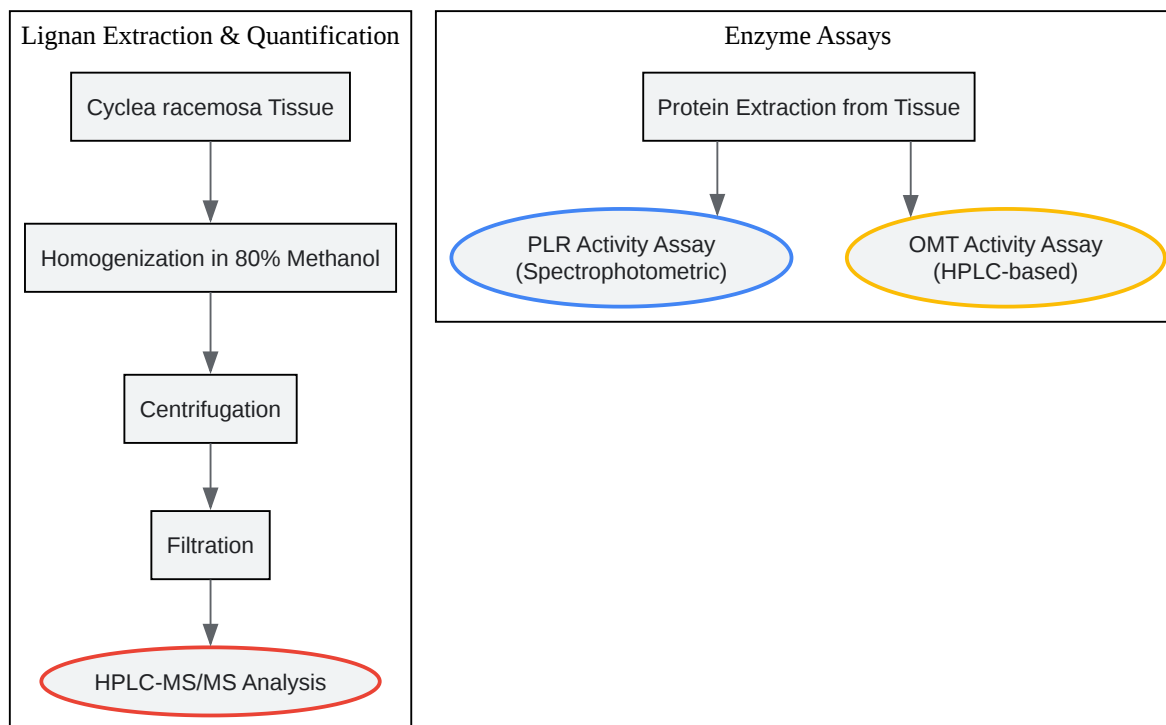 Lignan Extraction & Quantification
Cyclea racemosa Tissue
Homogenization in 80% Methanol
Centrifugation
Filtration
HPLC-MS/MS Analysis
Enzyme Assays
Protein Extraction from Tissue
PLR Activity Assay
(Spectrophotometric)
OMT Activity Assay
(HPLC-based)